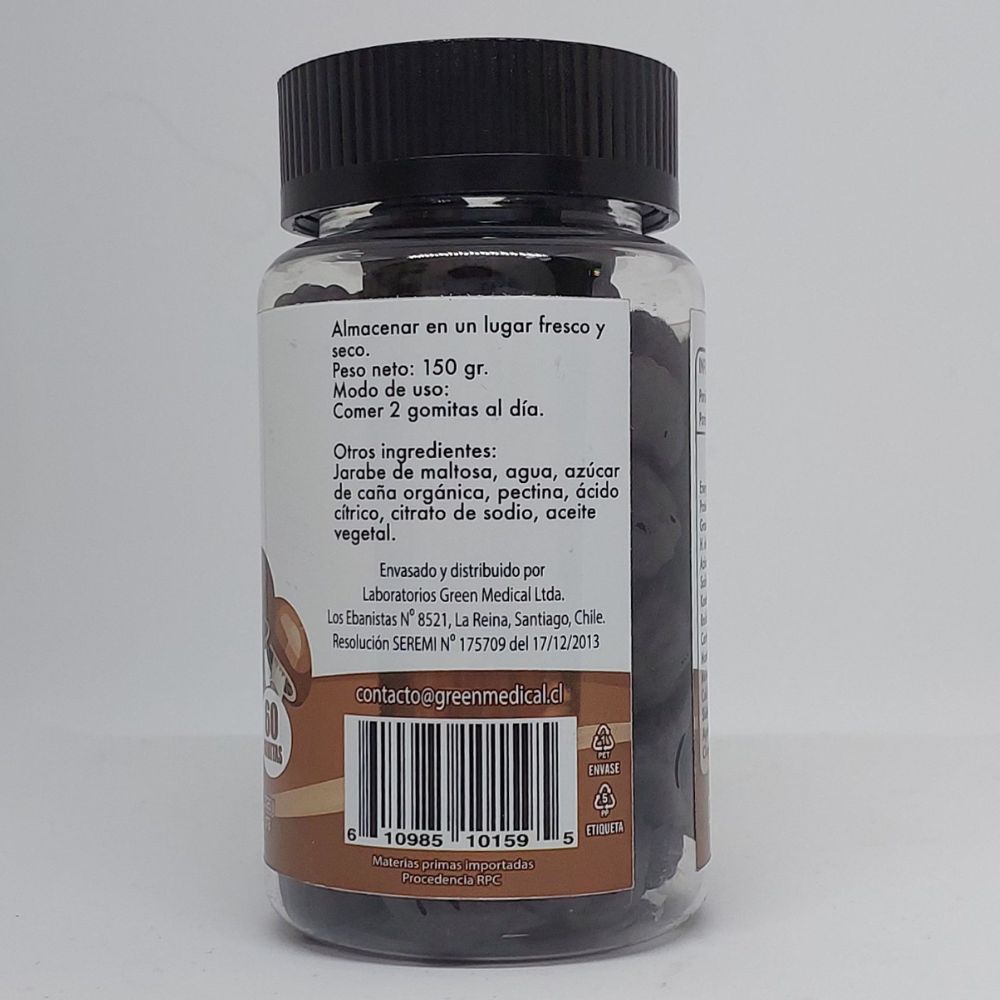 Almacenar en un lugar fresco y
seco.
Peso neto: 150 gr.
Modo de uso:
Comer 2 gomitas al día.
Otros ingredientes:
Jarabe de maltosa, agua, azúcar
de caña orgánica, pectina, ácido
cítrico, citrato de sodio, aceite
vegetal.
Envasado y distribuido por
Laboratorios Green Medical Ltda.
Los Ebanistas N° 8521, La Reina, Santiago, Chile.
Resolución SEREMI N° 175709 del 17/12/2013
contacto@greenmedical.cl
60
1
PET
ENVASE
5
PP
ETIQUETA
6 10985 10159 5
Materias primas importadas
Procedencia RPC